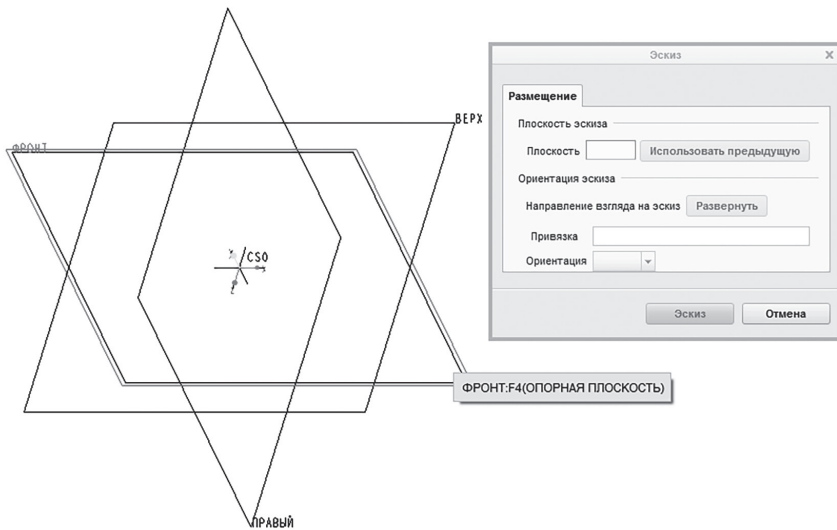 Эскиз
Размещение
ВЕРХ
Плоскость эскиза
ФРОНТ
Плоскость
Использовать предыдущую
Ориентация эскиза
Направление взгляда на эскиз
Развернуть
Привязка
CS0
Ориентация
Эскиз
Отмена
ФРОНТ:F4(ОПОРНАЯ ПЛОСКОСТЬ)
ПРАВЫЙ